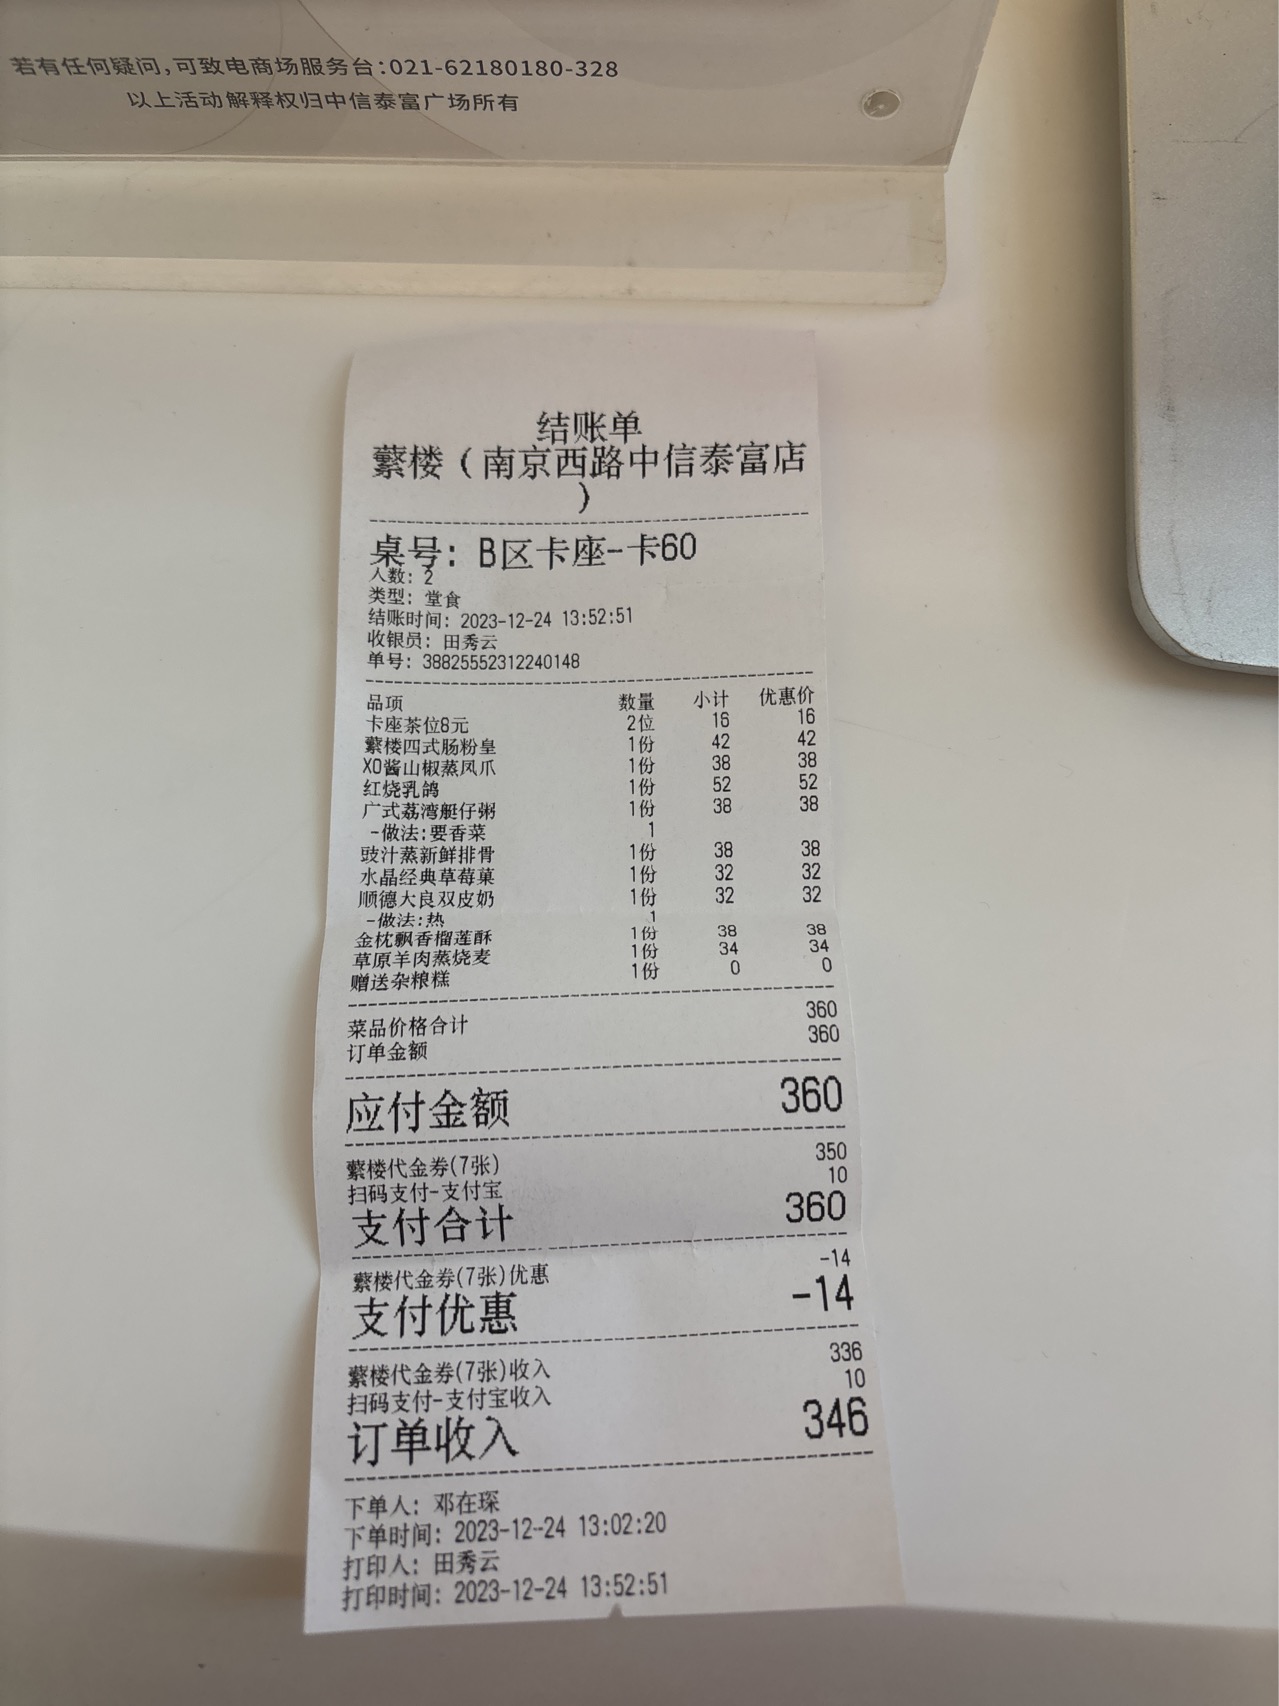 若有任何疑问,可致电商场服务台:021-62180180-328
以上活动解释权归中信泰富广场所有
结账单
蘩楼（南京西路中信泰富店
）
桌号：B区卡座-卡60
人数：2
类型：堂食
结账时间：2023-12-24 13:52:51
收银员：田秀云
单号：38825552312240148
品项 数量 小计 优惠价
卡座茶位8元 2位 16 16
蘩楼四式肠粉皇 1份 42 42
XO酱山椒蒸凤爪 1份 38 38
红烧乳鸽 1份 52 52
广式荔湾艇仔粥 1份 38 38
-做法:要香菜 1
豉汁蒸新鲜排骨 1份 38 38
水晶经典草莓菓 1份 32 32
顺德大良双皮奶 1份 32 32
-做法:热 1
金枕飘香榴莲酥 1份 38 38
草原羊肉蒸烧麦 1份 34 34
赠送杂粮糕 1份 0 0
菜品价格合计 360
订单金额 360
应付金额 360
蘩楼代金券(7张) 350
扫码支付-支付宝 10
支付合计 360
蘩楼代金券(7张)优惠 -14
支付优惠 -14
蘩楼代金券(7张)收入 336
扫码支付-支付宝收入 10
订单收入 346
下单人：邓在琛
下单时间：2023-12-24 13:02:20
打印人：田秀云
打印时间：2023-12-24 13:52:51